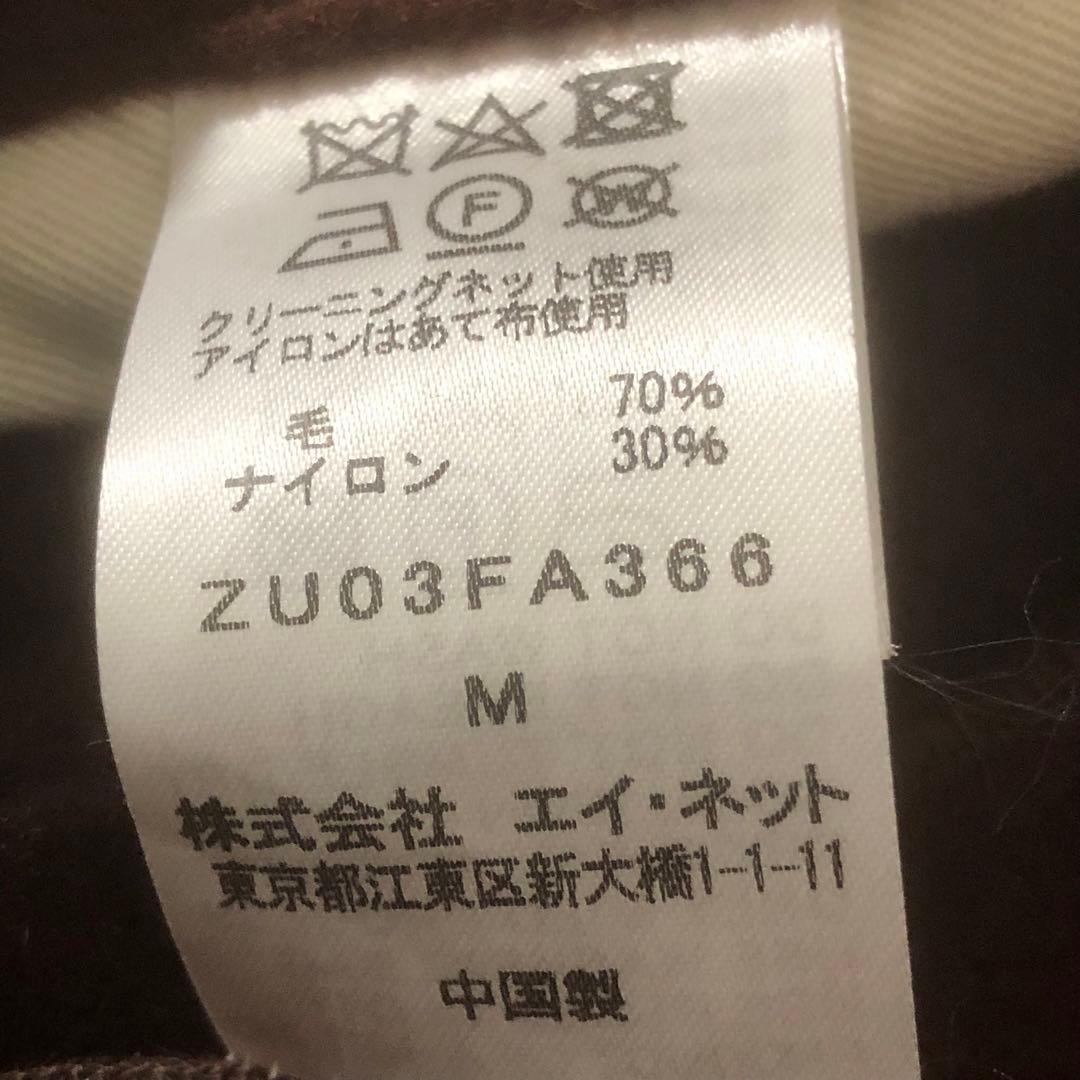 F
W
クリーニングネット使用
アイロンはあて布使用
毛 70%
ナイロン 30%
ZU03FA366
M
株式会社 エイ・ネット
東京都江東区新大橋1-1-11
中国製